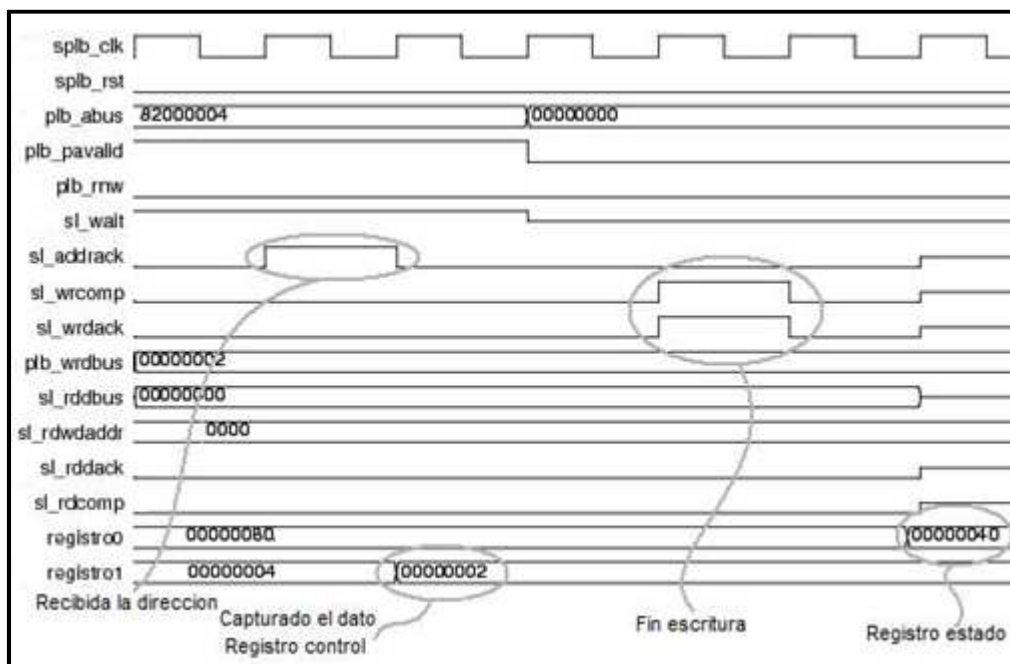 splb_clk
splb_rst
plb_abus 82000004 00000000
plb_pavalid
plb_rnw
sl_wait
sl_addrack
sl_wrcomp
sl_wrdack
plb_wrdbus 00000002
sl_rddbus 00000000
sl_rdwdaddr 0000
sl_rddack
sl_rdcomp
registro0 00000080 00000040
registro1 00000004 00000002
Recibida la direccion
Capturado el dato
Registro control
Fin escritura
Registro estado